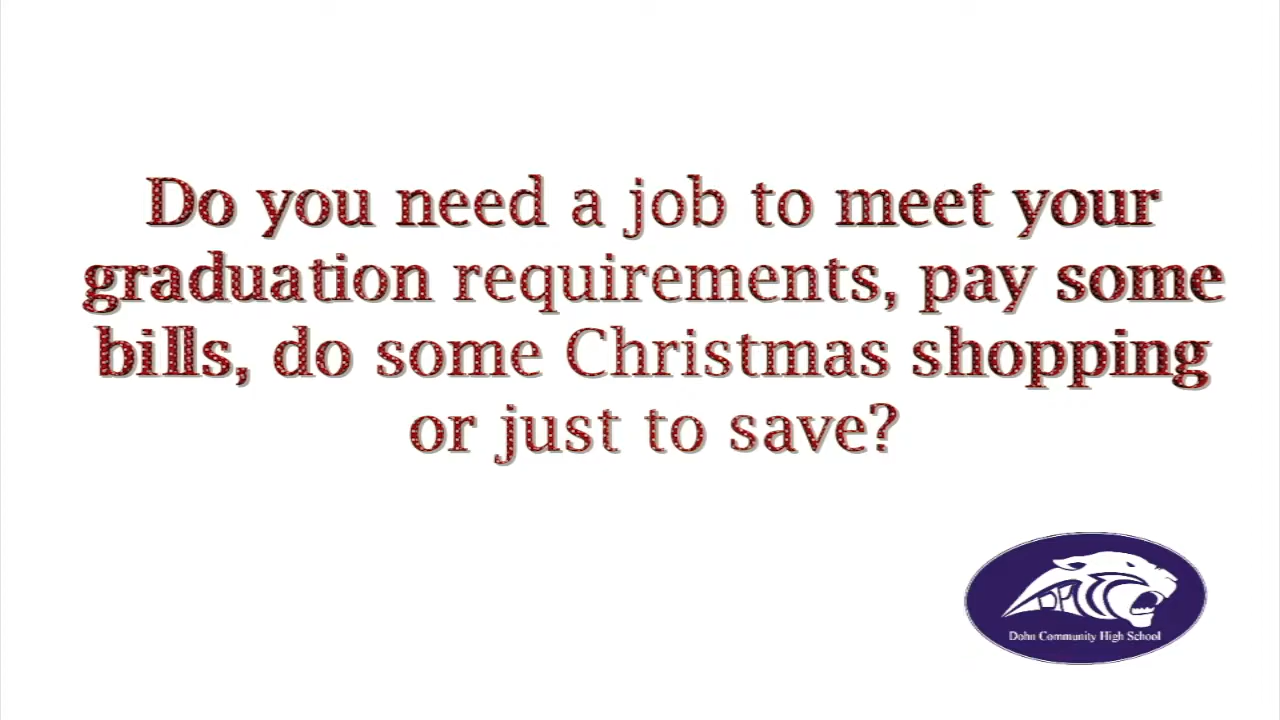 Do you need a job to meet your
graduation requirements, pay some
bills, do some Christmas shopping
or just to save?
Dohn Community High School